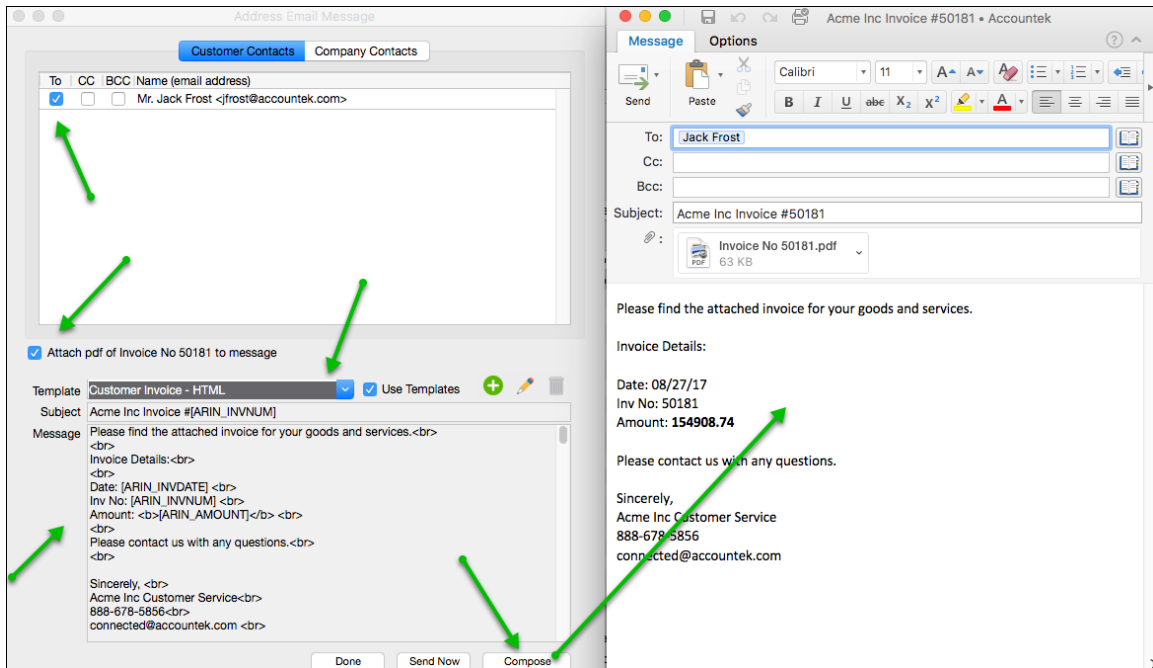 Address Email Message
Customer Contacts Company Contacts
To CC BCC Name (email address)
Mr. Jack Frost <jfrost@accountek.com>
Attach pdf of Invoice No 50181 to message
Template Customer Invoice - HTML Use Templates
Subject Acme Inc Invoice #[ARIN_INVNUM]
Message Please find the attached invoice for your goods and services.<br>
<br>
Invoice Details:<br>
<br>
Date: [ARIN_INVDATE] <br>
Inv No: [ARIN_INVNUM] <br>
Amount: <b>[ARIN_AMOUNT]</b> <br>
<br>
Please contact us with any questions.<br>
<br>
Sincerely, <br>
Acme Inc Customer Service<br>
888-678-5856<br>
connected@accountek.com <br>
Done Send Now Compose
Acme Inc Invoice #50181 • Accountek
Message Options
?
Send Paste
Calibri 11 A A
B I U abc X₂ X² A
To: Jack Frost
Cc:
Bcc:
Subject: Acme Inc Invoice #50181
Invoice No 50181.pdf
PDF 63 KB
Please find the attached invoice for your goods and services.
Invoice Details:
Date: 08/27/17
Inv No: 50181
Amount: 154908.74
Please contact us with any questions.
Sincerely,
Acme Inc Customer Service
888-678-5856
connected@accountek.com